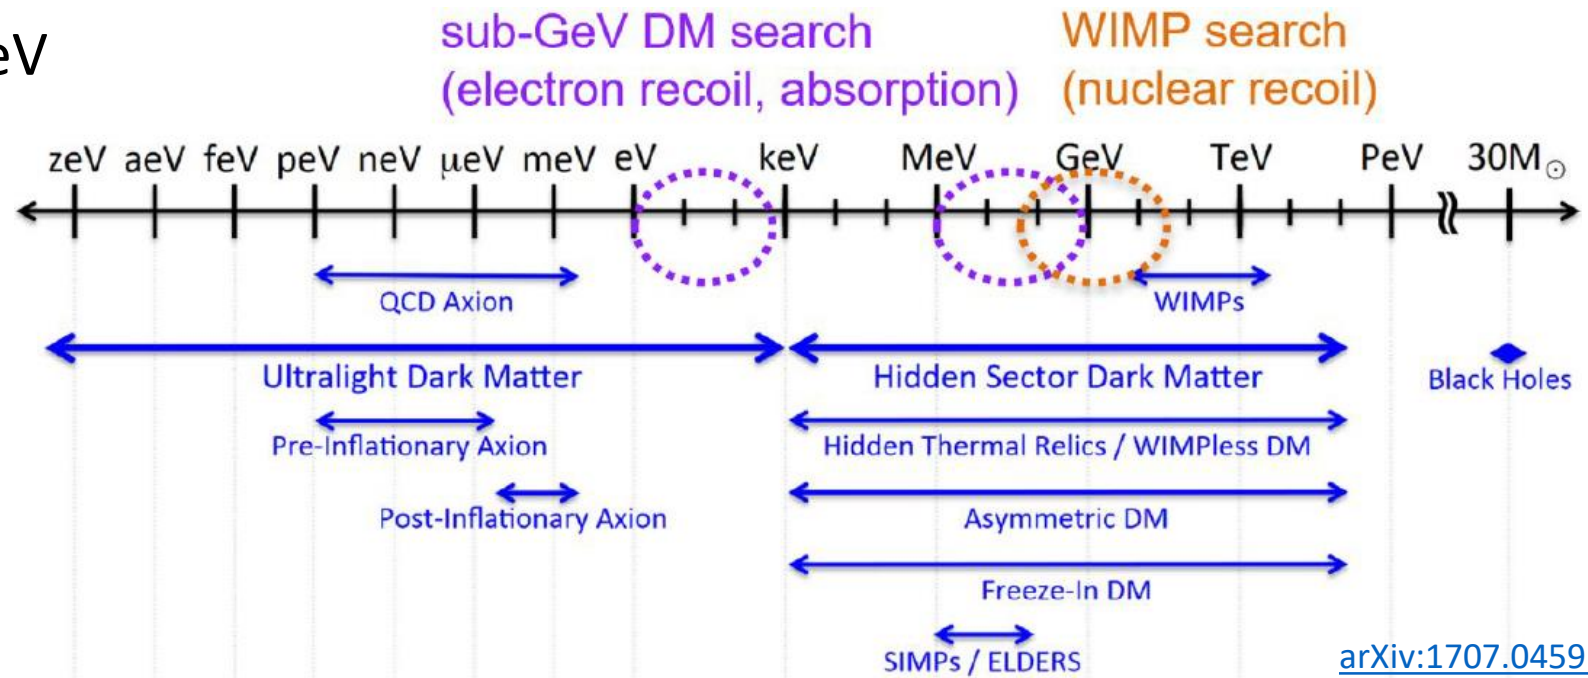 eV
sub-GeV DM search
(electron recoil, absorption)
WIMP search
(nuclear recoil)
zeV aeV feV peV neV μeV meV eV keV MeV GeV TeV PeV 30M☉
QCD Axion
WIMPs
Ultralight Dark Matter
Hidden Sector Dark Matter
Black Holes
Pre-Inflationary Axion
Hidden Thermal Relics / WIMPless DM
Post-Inflationary Axion
Asymmetric DM
Freeze-In DM
SIMPs / ELDERS
arXiv:1707.0459